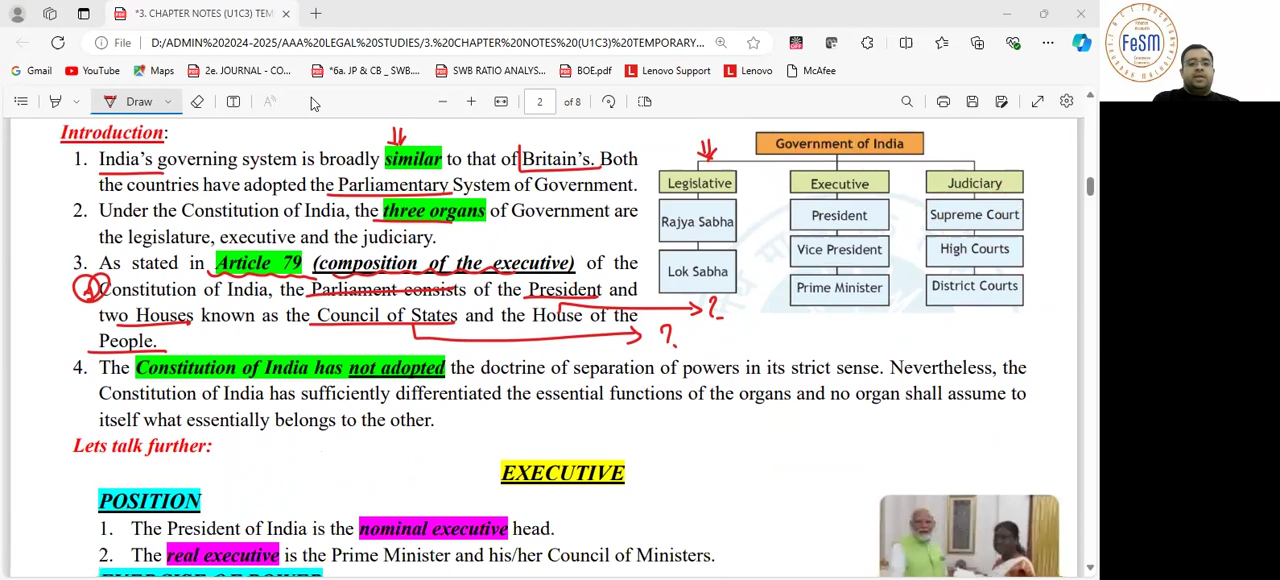 *3. CHAPTER NOTES (U1C3) TEM
File
D:/ADMIN%202024-2025/AAA%20LEGAL%20STUDIES/3.%20CHAPTER%20NOTES%20(U1C3)%20TEMPORARY...
Gmail
YouTube
Maps
2e. JOURNAL - CO...
*6a. JP & CB _ SWB....
SWB RATIO ANALYS...
BOE.pdf
Lenovo Support
Lenovo
McAfee
Draw
2 of 8
FeSM
Introduction:
1. India's governing system is broadly similar to that of Britain's. Both
the countries have adopted the Parliamentary System of Government.
2. Under the Constitution of India, the three organs of Government are
the legislature, executive and the judiciary.
3. As stated in Article 79 (composition of the executive) of the
Constitution of India, the Parliament consists of the President and
two Houses known as the Council of States and the House of the
People.
?
?
Government of India
Legislative
Executive
Judiciary
Rajya Sabha
President
Supreme Court
Lok Sabha
Vice President
High Courts
Prime Minister
District Courts
4. The Constitution of India has not adopted the doctrine of separation of powers in its strict sense. Nevertheless, the
Constitution of India has sufficiently differentiated the essential functions of the organs and no organ shall assume to
itself what essentially belongs to the other.
Lets talk further:
EXECUTIVE
POSITION
1. The President of India is the nominal executive head.
2. The real executive is the Prime Minister and his/her Council of Ministers.
EXERCISE OF POWER